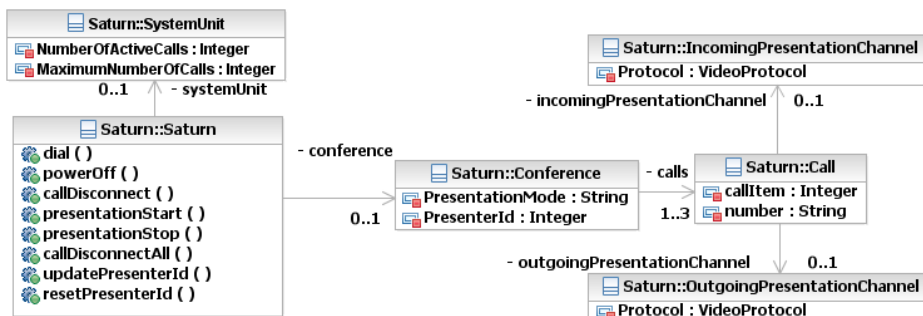 Saturn::SystemUnit
NumberOfActiveCalls : Integer
MaximumNumberOfCalls : Integer
0..1
- systemUnit
Saturn::Saturn
dial ( )
powerOff ( )
callDisconnect ( )
presentationStart ( )
presentationStop ( )
callDisconnectAll ( )
updatePresenterId ( )
resetPresenterId ( )
- conference
0..1
Saturn::Conference
PresentationMode : String
PresenterId : Integer
- calls
1..3
Saturn::IncomingPresentationChannel
Protocol : VideoProtocol
- incomingPresentationChannel
0..1
Saturn::Call
callItem : Integer
number : String
- outgoingPresentationChannel
0..1
Saturn::OutgoingPresentationChannel
Protocol : VideoProtocol